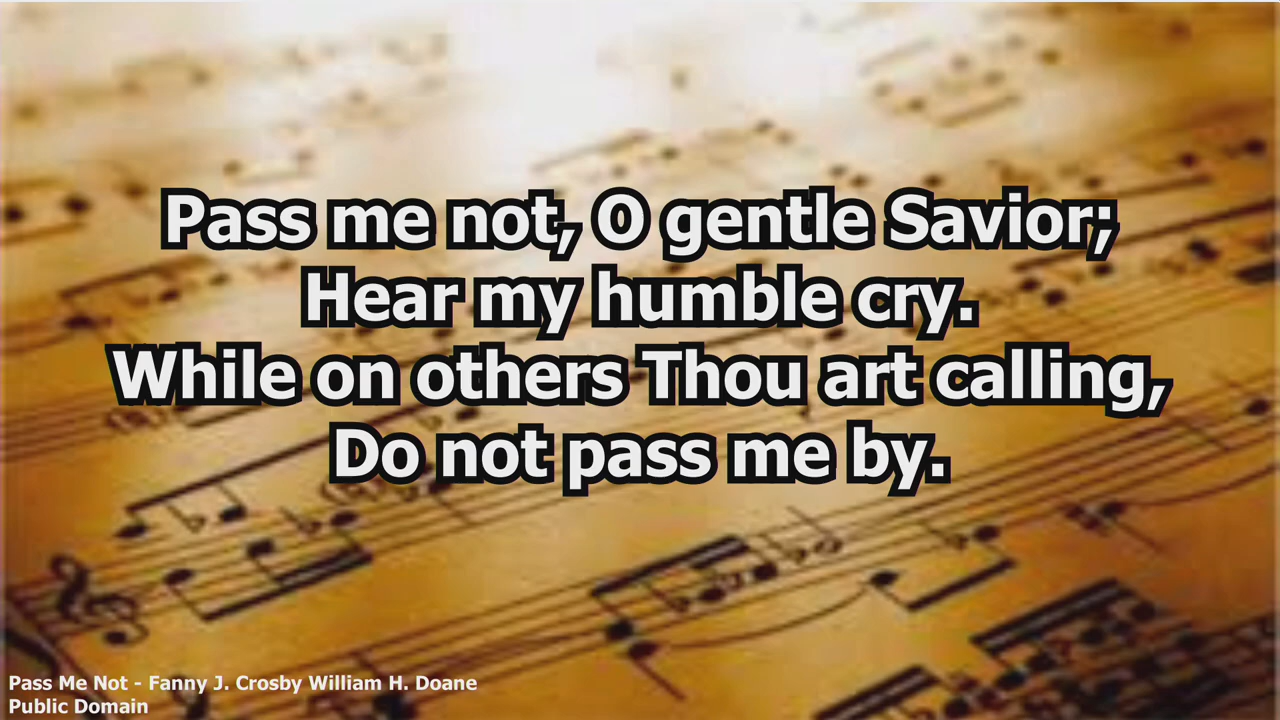 Pass me not, O gentle Savior;
Hear my humble cry.
While on others Thou art calling,
Do not pass me by.
Pass Me Not - Fanny J. Crosby William H. Doane
Public Domain